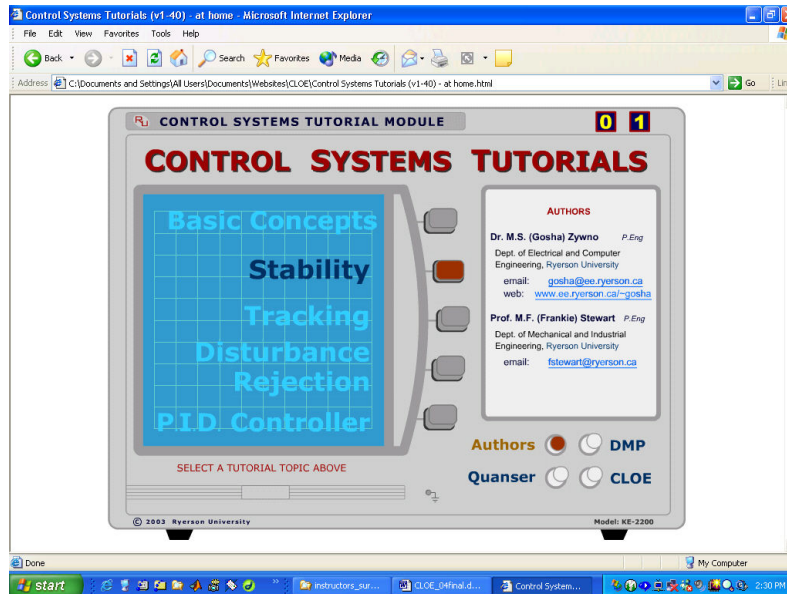 Control Systems Tutorials (v1-40) - at home - Microsoft Internet Explorer
File Edit View Favorites Tools Help
Back Search Favorites Media
Address C:\Documents and Settings\All Users\Documents\Websites\CLOE\Control Systems Tutorials (v1-40) - at home.html Go Lin
RU CONTROL SYSTEMS TUTORIAL MODULE 0 1
CONTROL SYSTEMS TUTORIALS
Basic Concepts
Stability
Tracking
Disturbance
Rejection
P.I.D. Controller
SELECT A TUTORIAL TOPIC ABOVE
AUTHORS
Dr. M.S. (Gosha) Zywno P.Eng
Dept. of Electrical and Computer
Engineering, Ryerson University
email: gosha@ee.ryerson.ca
web: www.ee.ryerson.ca/~gosha
Prof. M.F. (Frankie) Stewart P.Eng
Dept. of Mechanical and Industrial
Engineering, Ryerson University
email: fstewart@ryerson.ca
Authors DMP
Quanser CLOE
© 2003 Ryerson University Model: KE-2200
Done My Computer
start instructors_sur... CLOE_04final.d... Control System... 2:30 PM